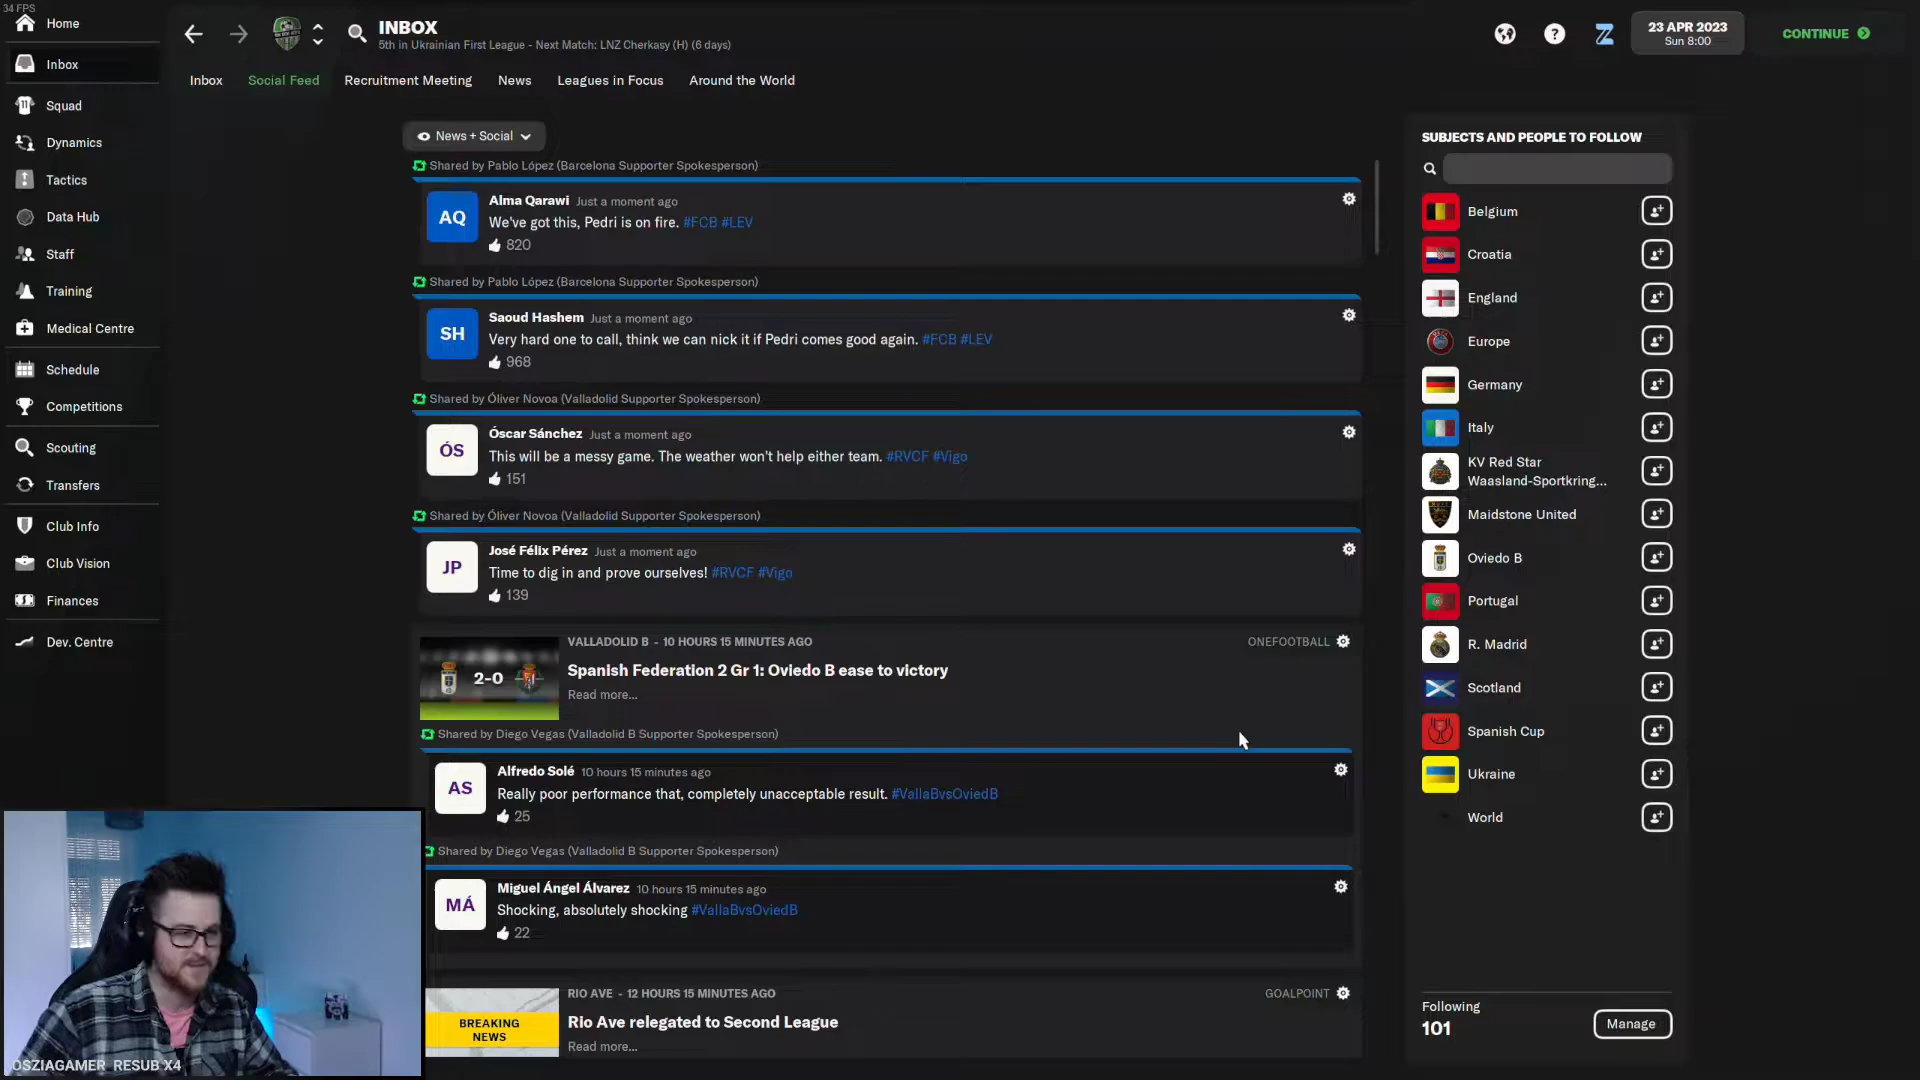 34 FPS
Home
Inbox
Squad
Dynamics
Tactics
Data Hub
Staff
Training
Medical Centre
Schedule
Competitions
Scouting
Transfers
Club Info
Club Vision
Finances
Dev. Centre
INBOX
5th in Ukrainian First League - Next Match: LNZ Cherkasy (H) (6 days)
?
23 APR 2023
Sun 8:00
CONTINUE
Inbox Social Feed Recruitment Meeting News Leagues in Focus Around the World
News + Social
Shared by Pablo López (Barcelona Supporter Spokesperson)
AQ
Alma Qarawi Just a moment ago
We've got this, Pedri is on fire. #FCB #LEV
820
Shared by Pablo López (Barcelona Supporter Spokesperson)
SH
Saoud Hashem Just a moment ago
Very hard one to call, think we can nick it if Pedri comes good again. #FCB #LEV
968
Shared by Óliver Novoa (Valladolid Supporter Spokesperson)
ÓS
Óscar Sánchez Just a moment ago
This will be a messy game. The weather won't help either team. #RVCF #Vigo
151
Shared by Óliver Novoa (Valladolid Supporter Spokesperson)
JP
José Félix Pérez Just a moment ago
Time to dig in and prove ourselves! #RVCF #Vigo
139
2-0
VALLADOLID B - 10 HOURS 15 MINUTES AGO
ONEFOOTBALL
Spanish Federation 2 Gr 1: Oviedo B ease to victory
Read more...
Shared by Diego Vegas (Valladolid B Supporter Spokesperson)
AS
Alfredo Solé 10 hours 15 minutes ago
Really poor performance that, completely unacceptable result. #VallaBvsOviedB
25
Shared by Diego Vegas (Valladolid B Supporter Spokesperson)
MÁ
Miguel Ángel Álvarez 10 hours 15 minutes ago
Shocking, absolutely shocking #VallaBvsOviedB
22
BREAKING
NEWS
RIO AVE - 12 HOURS 15 MINUTES AGO
GOALPOINT
Rio Ave relegated to Second League
Read more...
SUBJECTS AND PEOPLE TO FOLLOW
Belgium
Croatia
England
Europe
Germany
Italy
KV Red Star
Waasland-Sportkring...
Maidstone United
Oviedo B
Portugal
R. Madrid
Scotland
Spanish Cup
Ukraine
World
Following
101
Manage
OSZIAGAMER RESUB X4